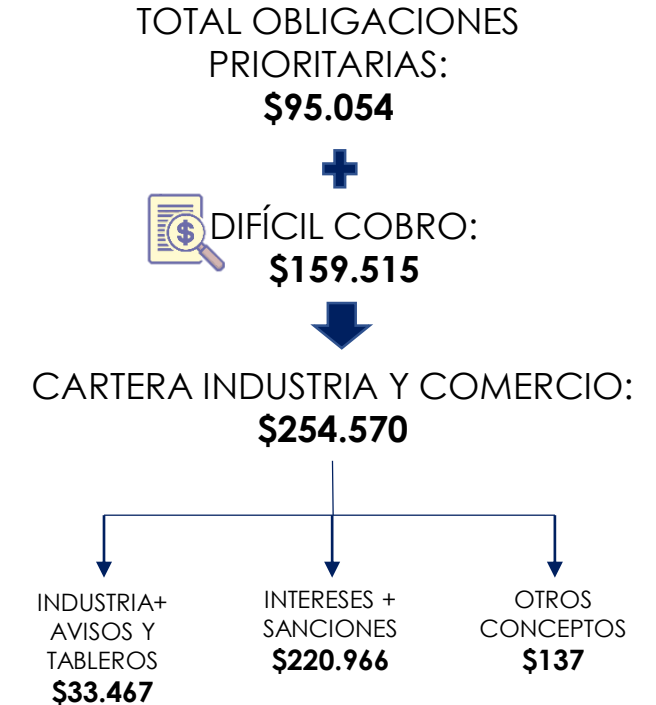 TOTAL OBLIGACIONES
PRIORITARIAS:
$95.054
DIFÍCIL COBRO:
$159.515
CARTERA INDUSTRIA Y COMERCIO:
$254.570
INDUSTRIA+
AVISOS Y
TABLEROS
$33.467
INTERESES +
SANCIONES
$220.966
OTROS
CONCEPTOS
$137